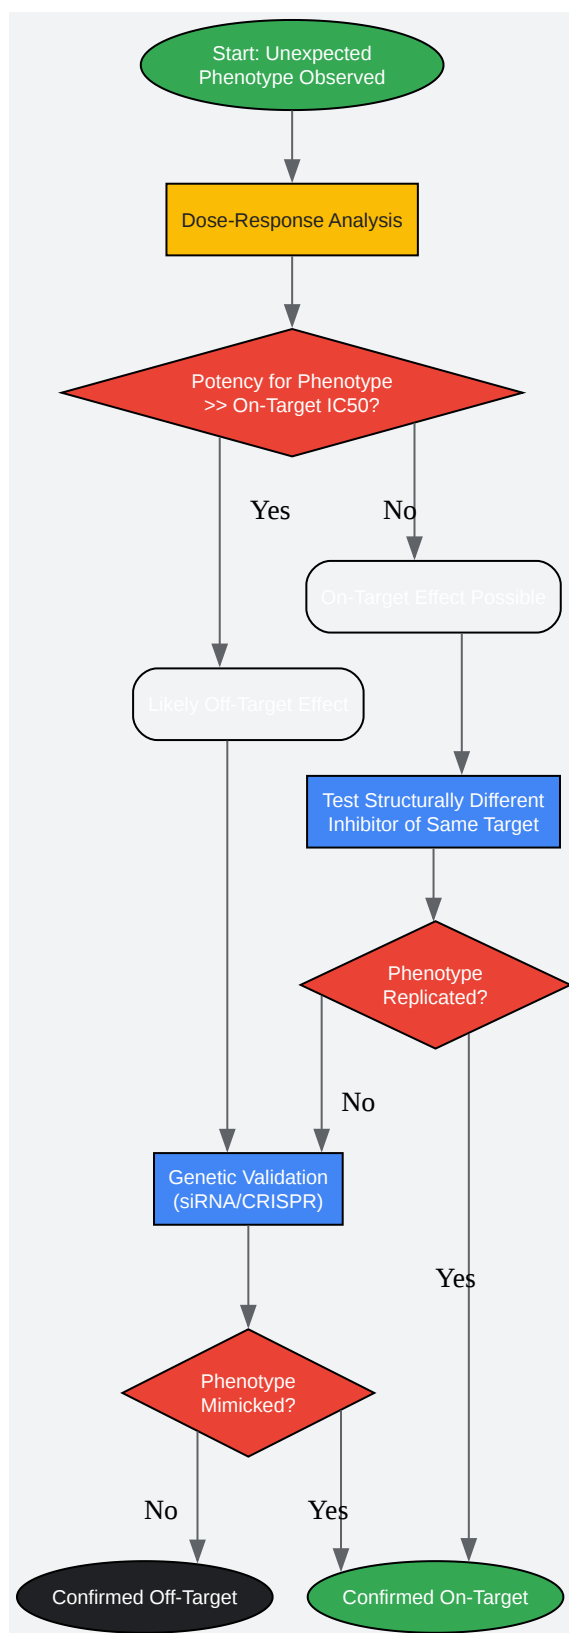 Start: Unexpected
Phenotype Observed
Dose-Response Analysis
Potency for Phenotype
>> On-Target IC50?
Yes
No
On-Target Effect Possible
Likely Off-Target Effect
Test Structurally Different
Inhibitor of Same Target
Phenotype
Replicated?
No
Genetic Validation
(siRNA/CRISPR)
Yes
Phenotype
Mimicked?
No
Yes
Confirmed Off-Target
Confirmed On-Target